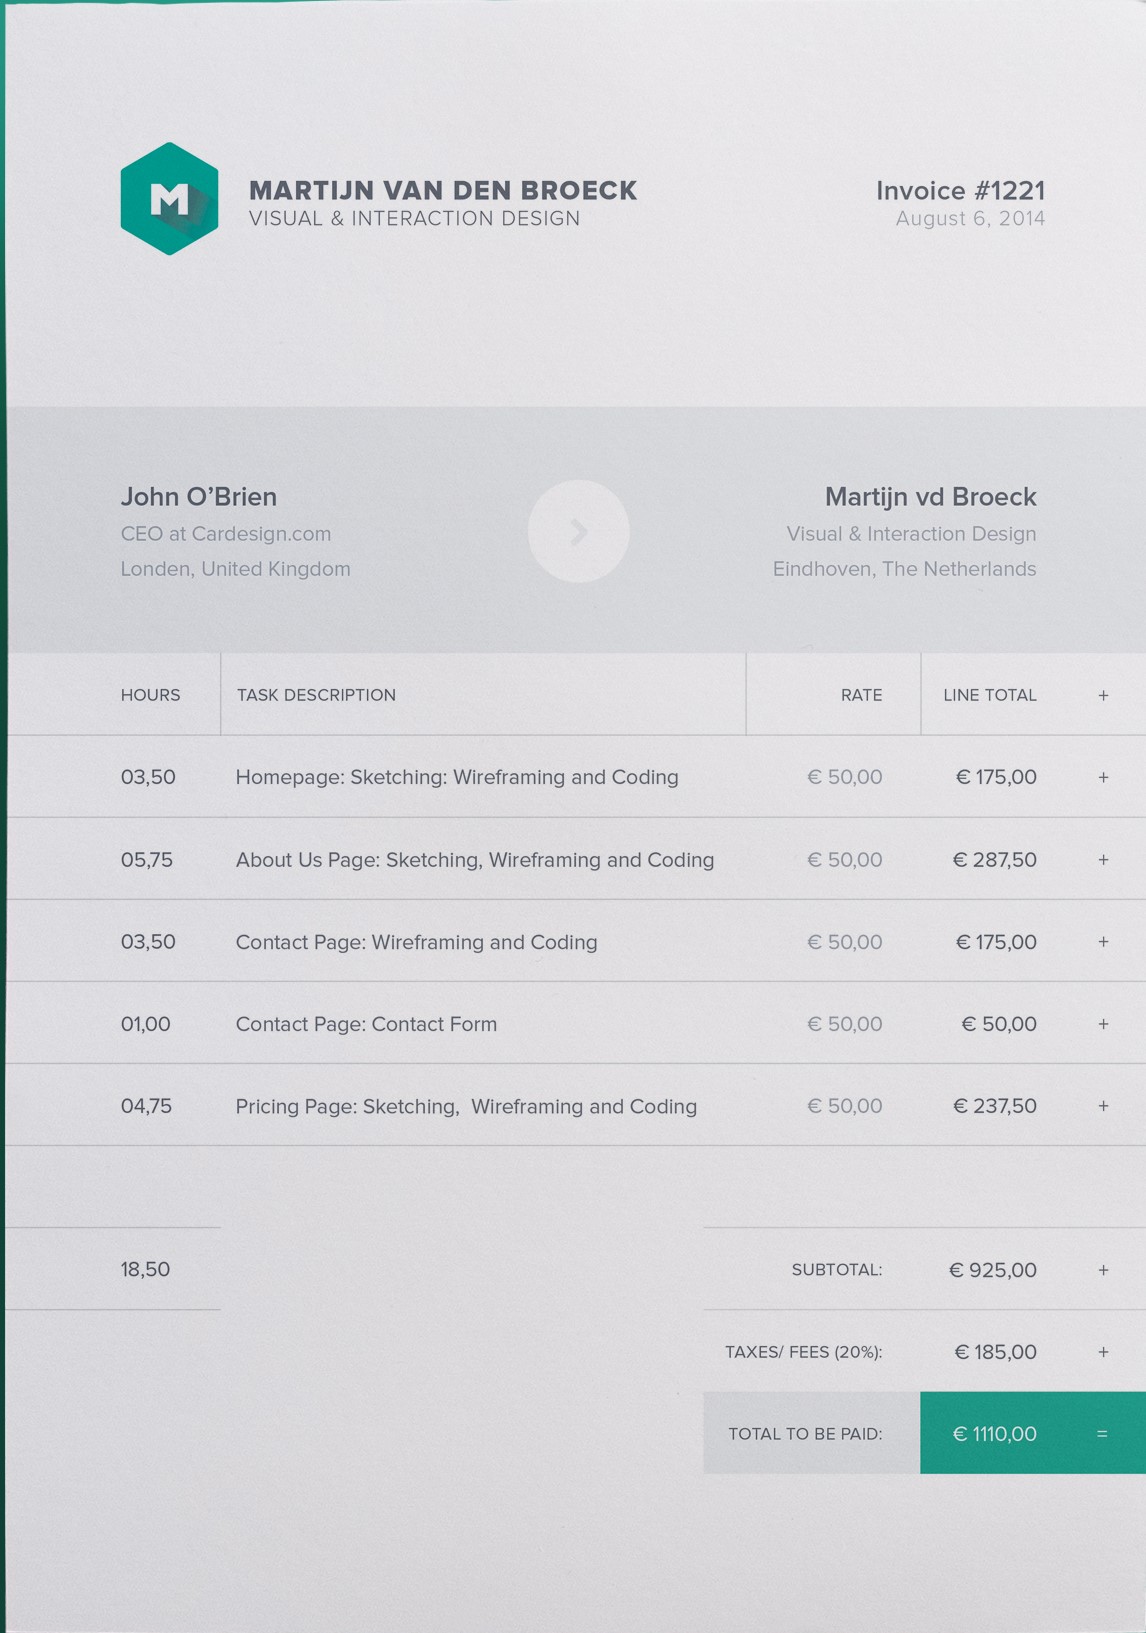 M
MARTIJN VAN DEN BROECK
VISUAL & INTERACTION DESIGN
Invoice #1221
August 6, 2014
John O’Brien
CEO at Cardesign.com
Londen, United Kingdom
Martijn vd Broeck
Visual & Interaction Design
Eindhoven, The Netherlands
HOURS TASK DESCRIPTION RATE LINE TOTAL +
03,50 Homepage: Sketching: Wireframing and Coding € 50,00 € 175,00 +
05,75 About Us Page: Sketching, Wireframing and Coding € 50,00 € 287,50 +
03,50 Contact Page: Wireframing and Coding € 50,00 € 175,00 +
01,00 Contact Page: Contact Form € 50,00 € 50,00 +
04,75 Pricing Page: Sketching,  Wireframing and Coding € 50,00 € 237,50 +
18,50 SUBTOTAL: € 925,00 +
TAXES/ FEES (20%): € 185,00 +
TOTAL TO BE PAID: € 1110,00 =